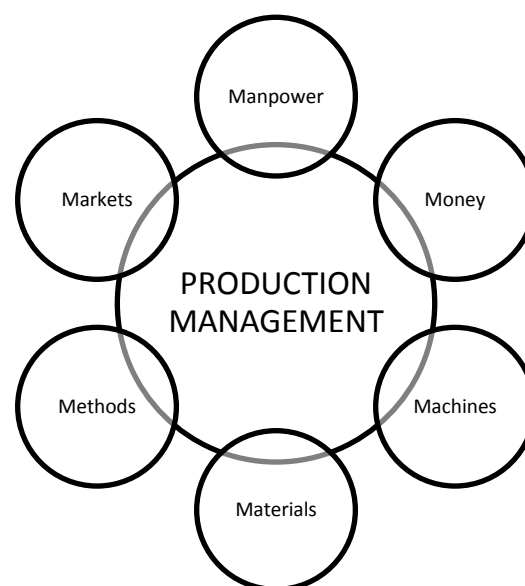 Manpower
Markets
Money
PRODUCTION
MANAGEMENT
Methods
Machines
Materials